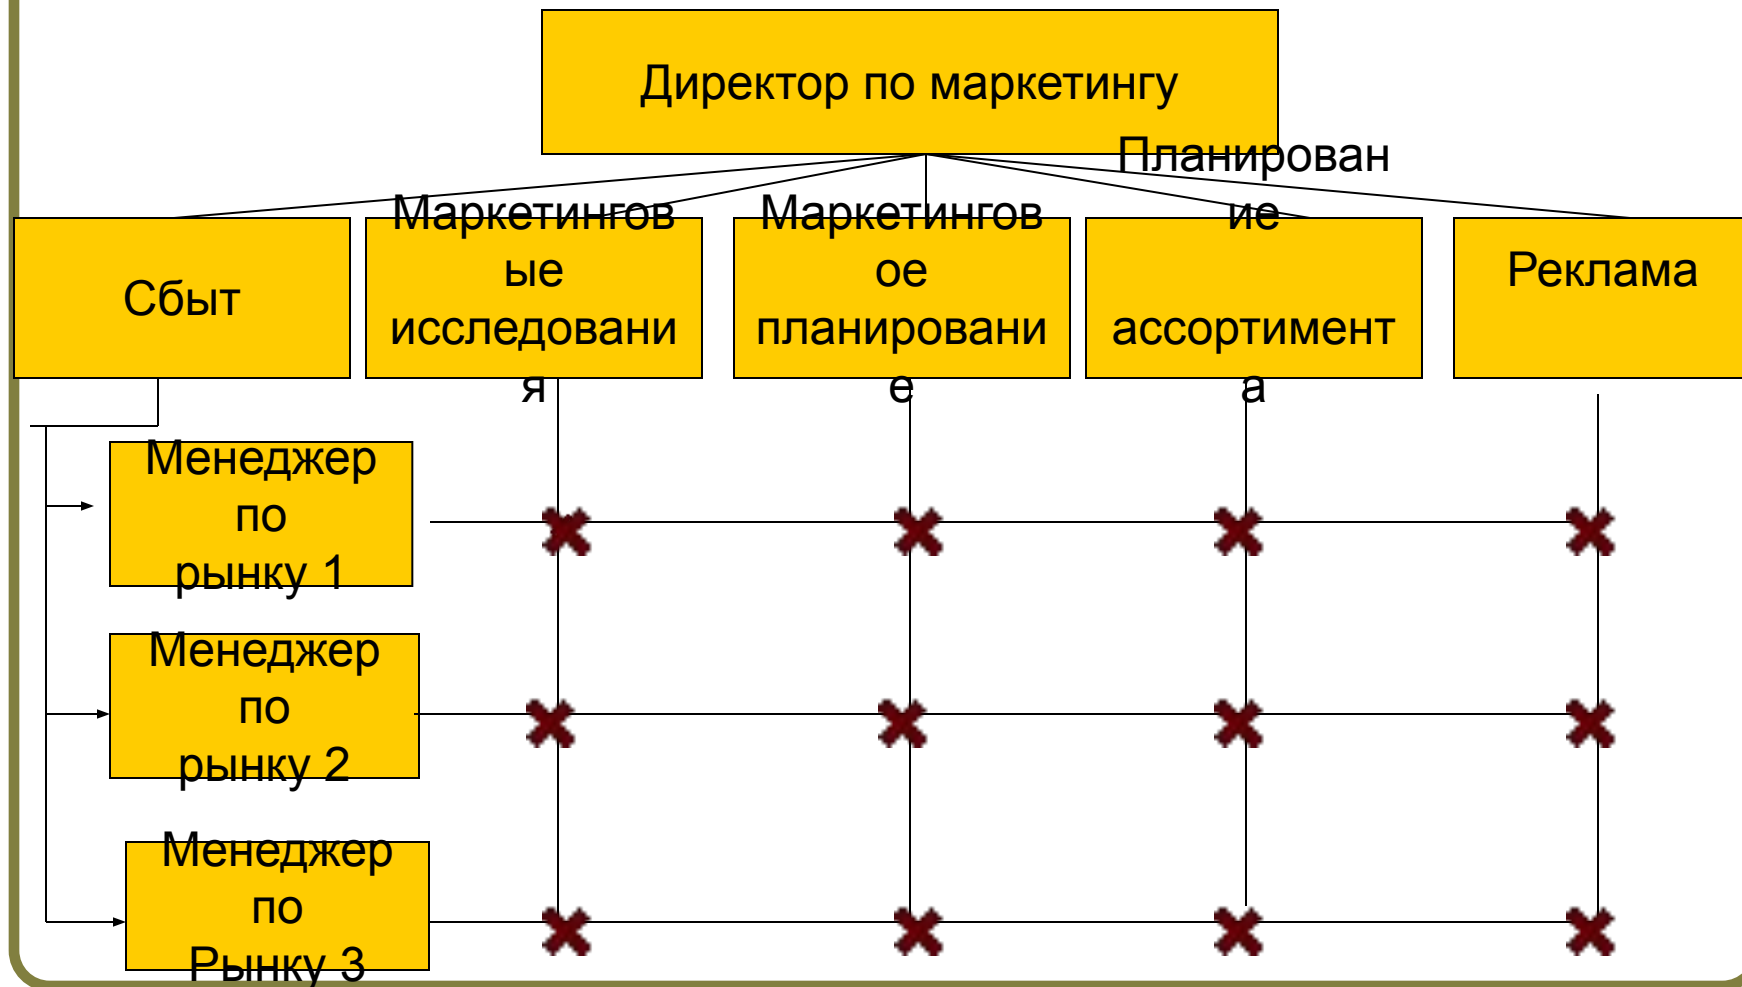 Директор по маркетингу
Сбыт
Маркетингов
ые
исследовани
я
Маркетингов
ое
планировани
е
Планирован
ие
ассортимент
а
Реклама
Менеджер
по
рынку 1
Менеджер
по
рынку 2
Менеджер
по
Рынку 3